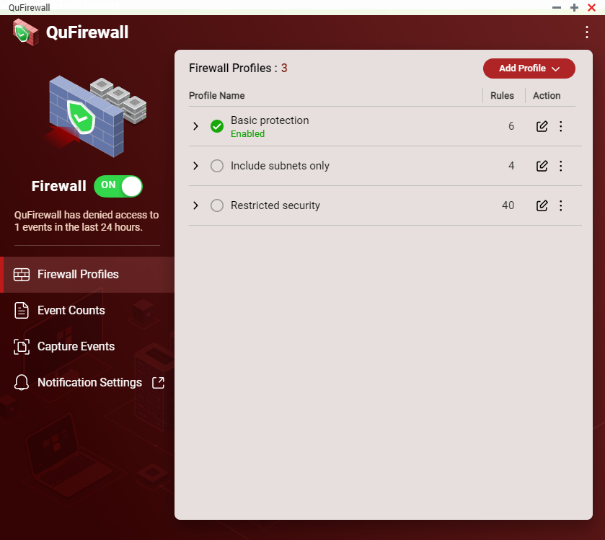 QuFirewall
QuFirewall
Firewall ON
QuFirewall has denied access to
1 events in the last 24 hours.
Firewall Profiles
Event Counts
Capture Events
Notification Settings
Firewall Profiles : 3
Add Profile
Profile Name Rules Action
Basic protection 6
Enabled
Include subnets only 4
Restricted security 40